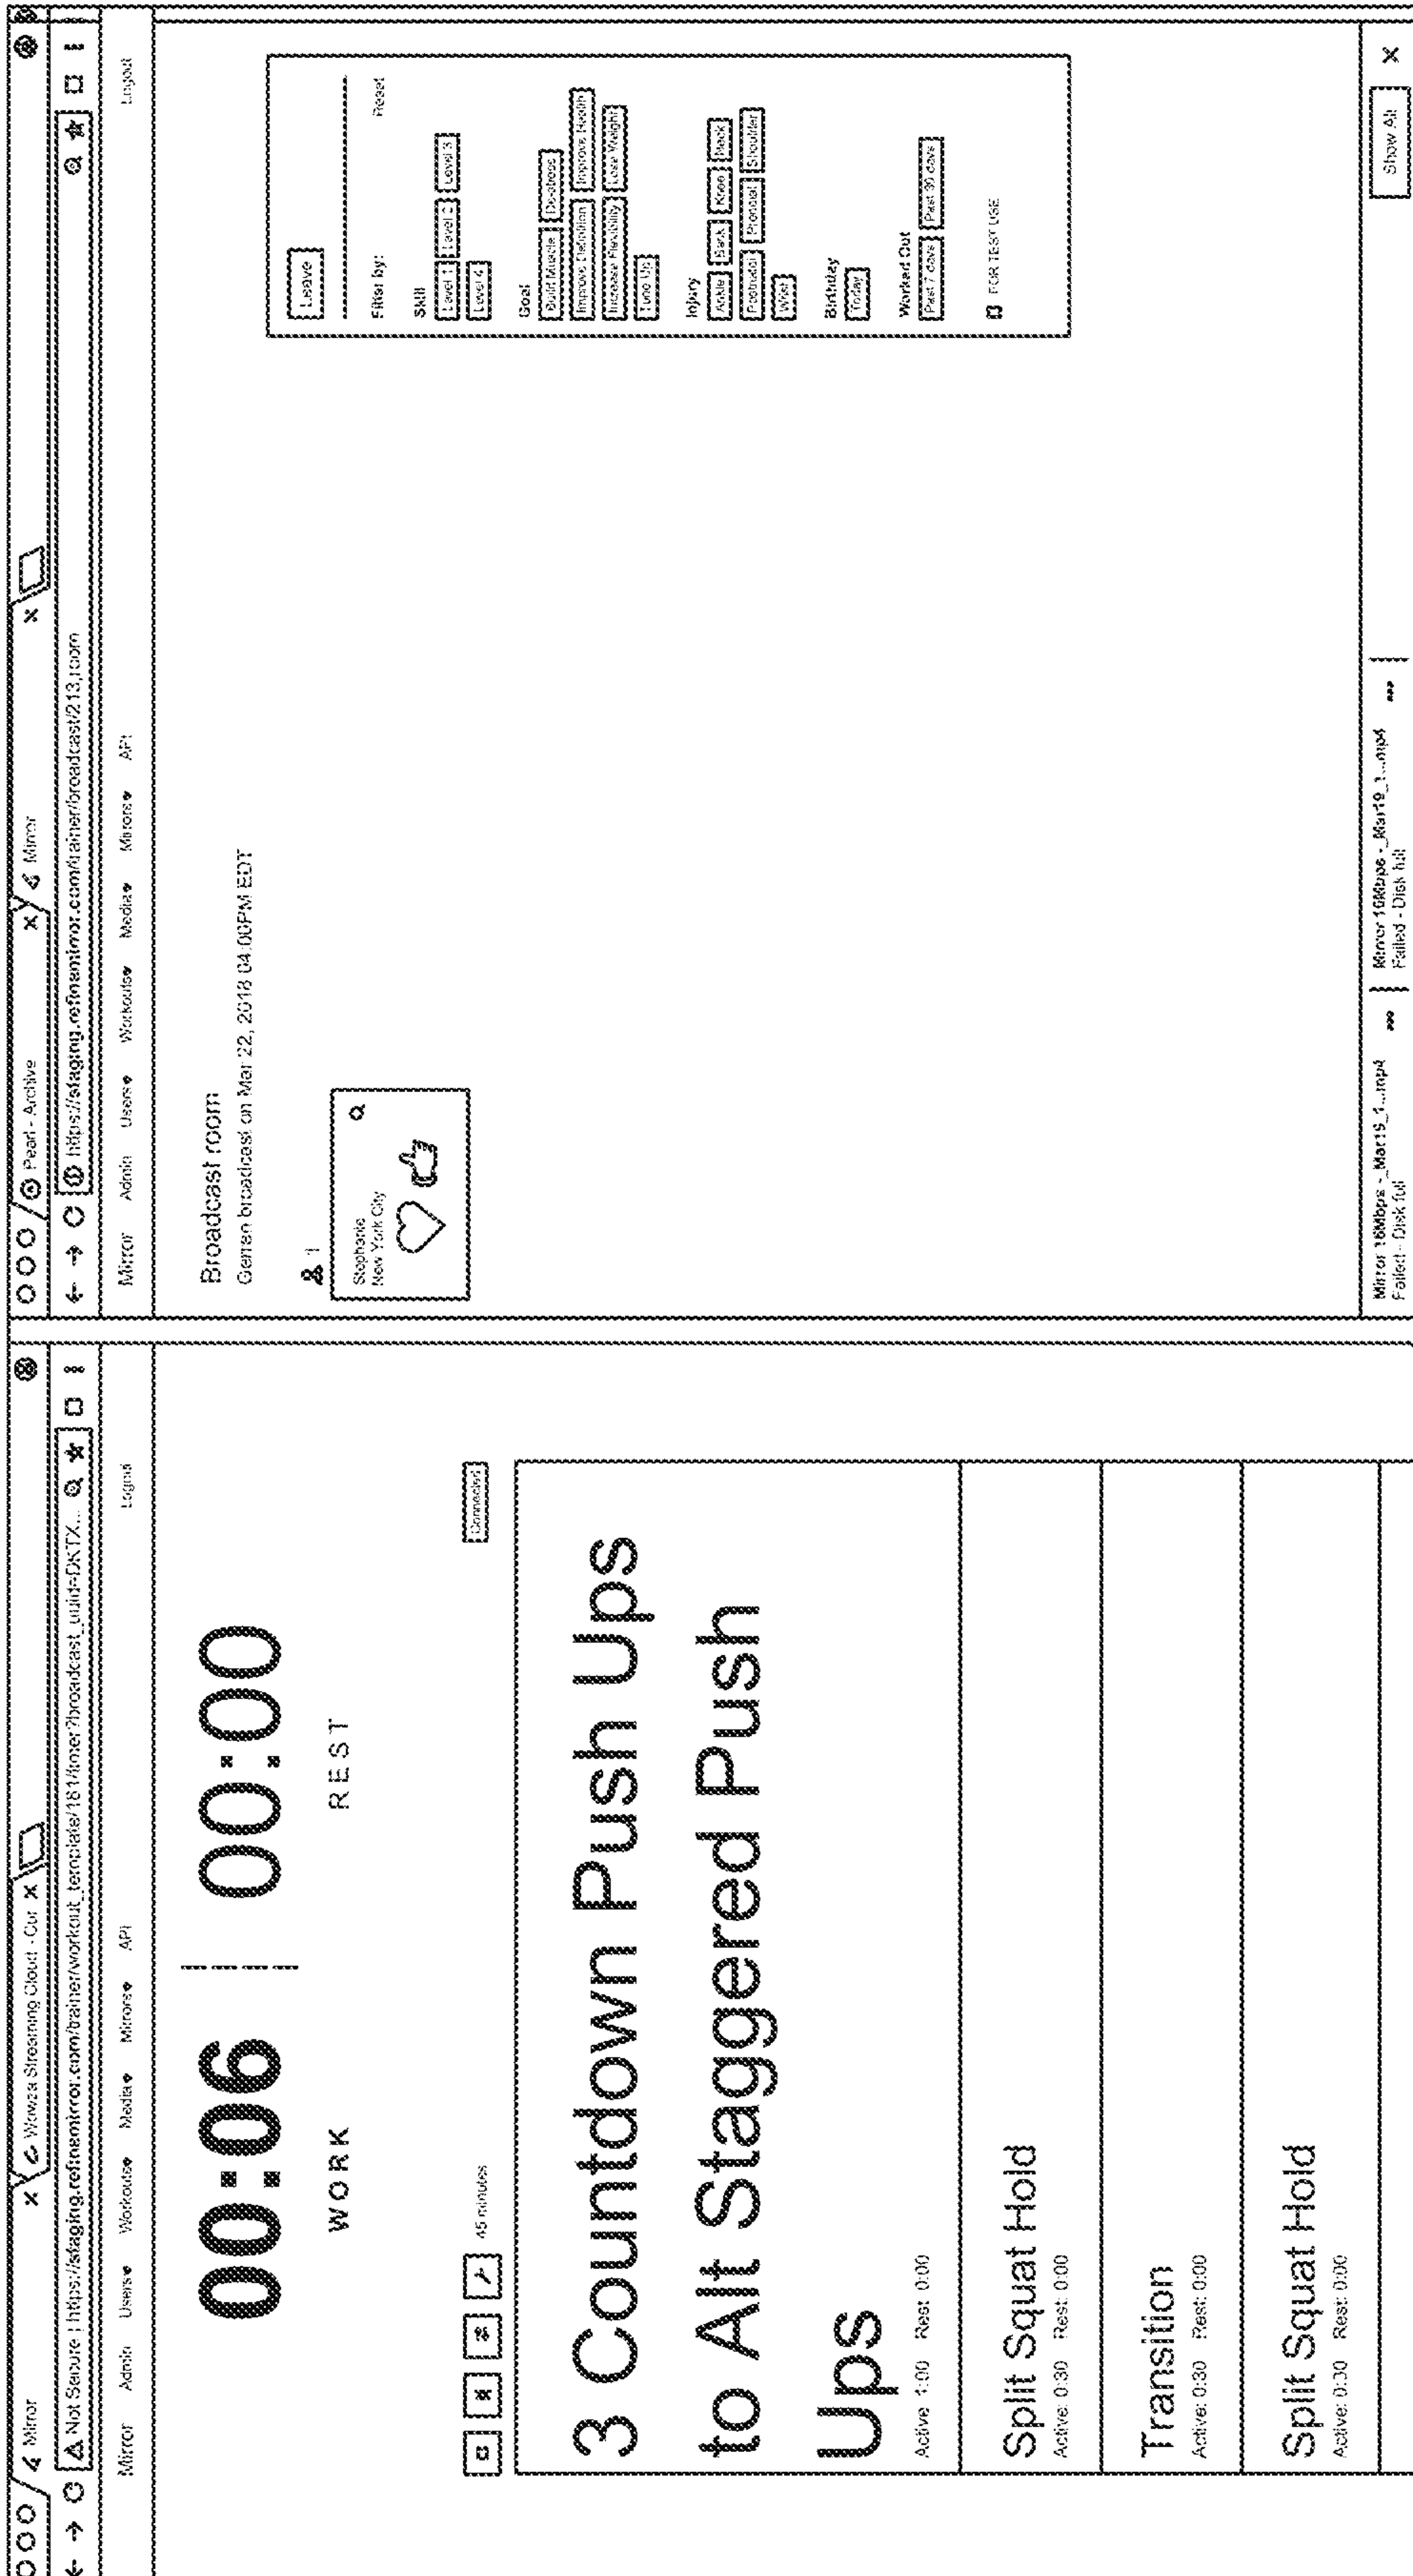 Mirror
Wowza Streaming Cloud - Cur
Not Secure | https://staging.refinemirror.com/trainer/workout_template/181/timer?broadcast_uuid=DKTX...
Mirror Admin Users Workouts Media Mirrors API Logout
00:06 00:00
WORK REST
45 minutes Connected
3 Countdown Push Ups
to Alt Staggered Push
Ups
Active 1:00 Rest 0:00
Split Squat Hold
Active: 0:30 Rest: 0:00
Transition
Active: 0:30 Rest: 0:00
Split Squat Hold
Active: 0:30 Rest: 0:00
Pearl - Archive
Mirror
https://staging.refinemirror.com/trainer/broadcast/213/room
Mirror Admin Users Workouts Media Mirrors API Logout
Broadcast room
broadcast on Mar 22, 2018 04:00PM EDT
1
Stephanie
New York City
Leave
Filter by: Reset
Skill
Level 1 Level 2 Level 3
Level 4
Goal
Build Muscle De-stress
Improve Definition Improve Health
Increase Flexibility Lose Weight
Tone Up
Injury
Ankle Back Knee Neck
Postnatal Prenatal Shoulder
Wrist
Birthday
Today
Worked Out
Past 7 days Past 30 days
FOR TEST USE
Mirror 16Mbps -_Mar19_1...mp4
Failed - Disk full
Mirror 16Mbps -_Mar19_1...mp4
Failed - Disk full
Show All